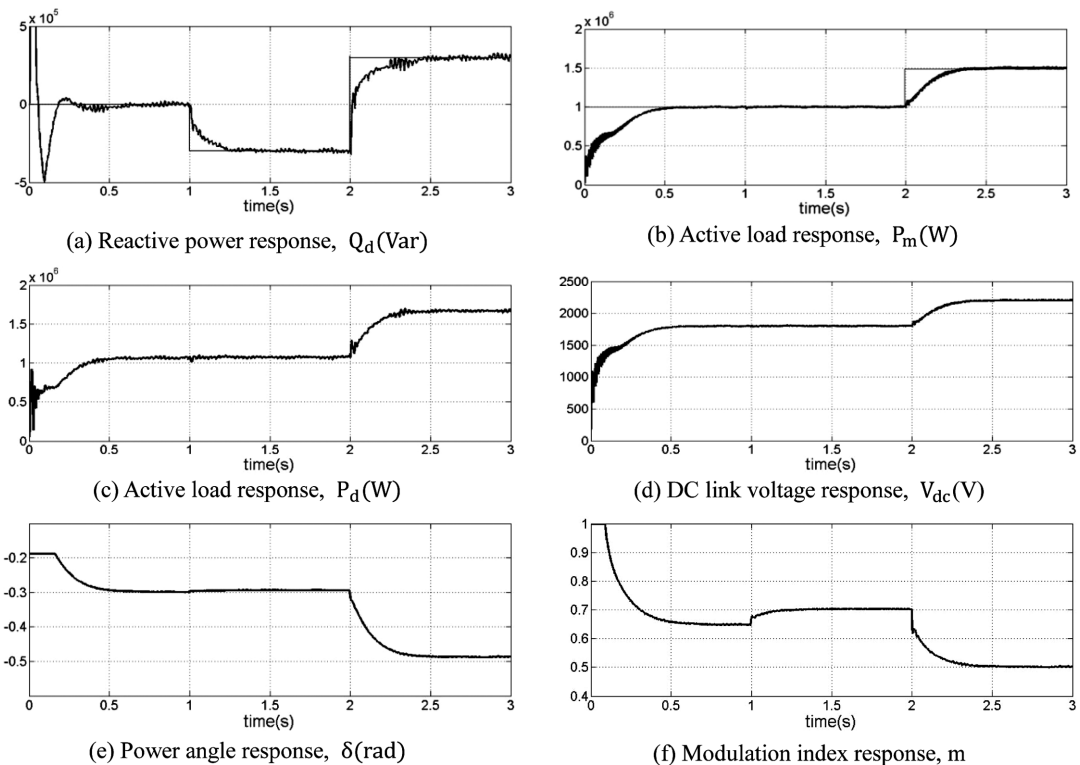 x 10⁵
5
0
-5
0 0.5 1 1.5 2 2.5 3
time(s)
(a) Reactive power response, Q_d(Var)
x 10⁶
2
1.5
1
0.5
0
0 0.5 1 1.5 2 2.5 3
time(s)
(b) Active load response, P_m(W)
x 10⁶
2
1.5
1
0.5
0
0 0.5 1 1.5 2 2.5 3
time(s)
(c) Active load response, P_d(W)
2500
2000
1500
1000
500
0
0 0.5 1 1.5 2 2.5 3
time(s)
(d) DC link voltage response, V_dc(V)
-0.2
-0.3
-0.4
-0.5
0 0.5 1 1.5 2 2.5 3
time(s)
(e) Power angle response, δ(rad)
1
0.9
0.8
0.7
0.6
0.5
0.4
0 0.5 1 1.5 2 2.5 3
time(s)
(f) Modulation index response, m